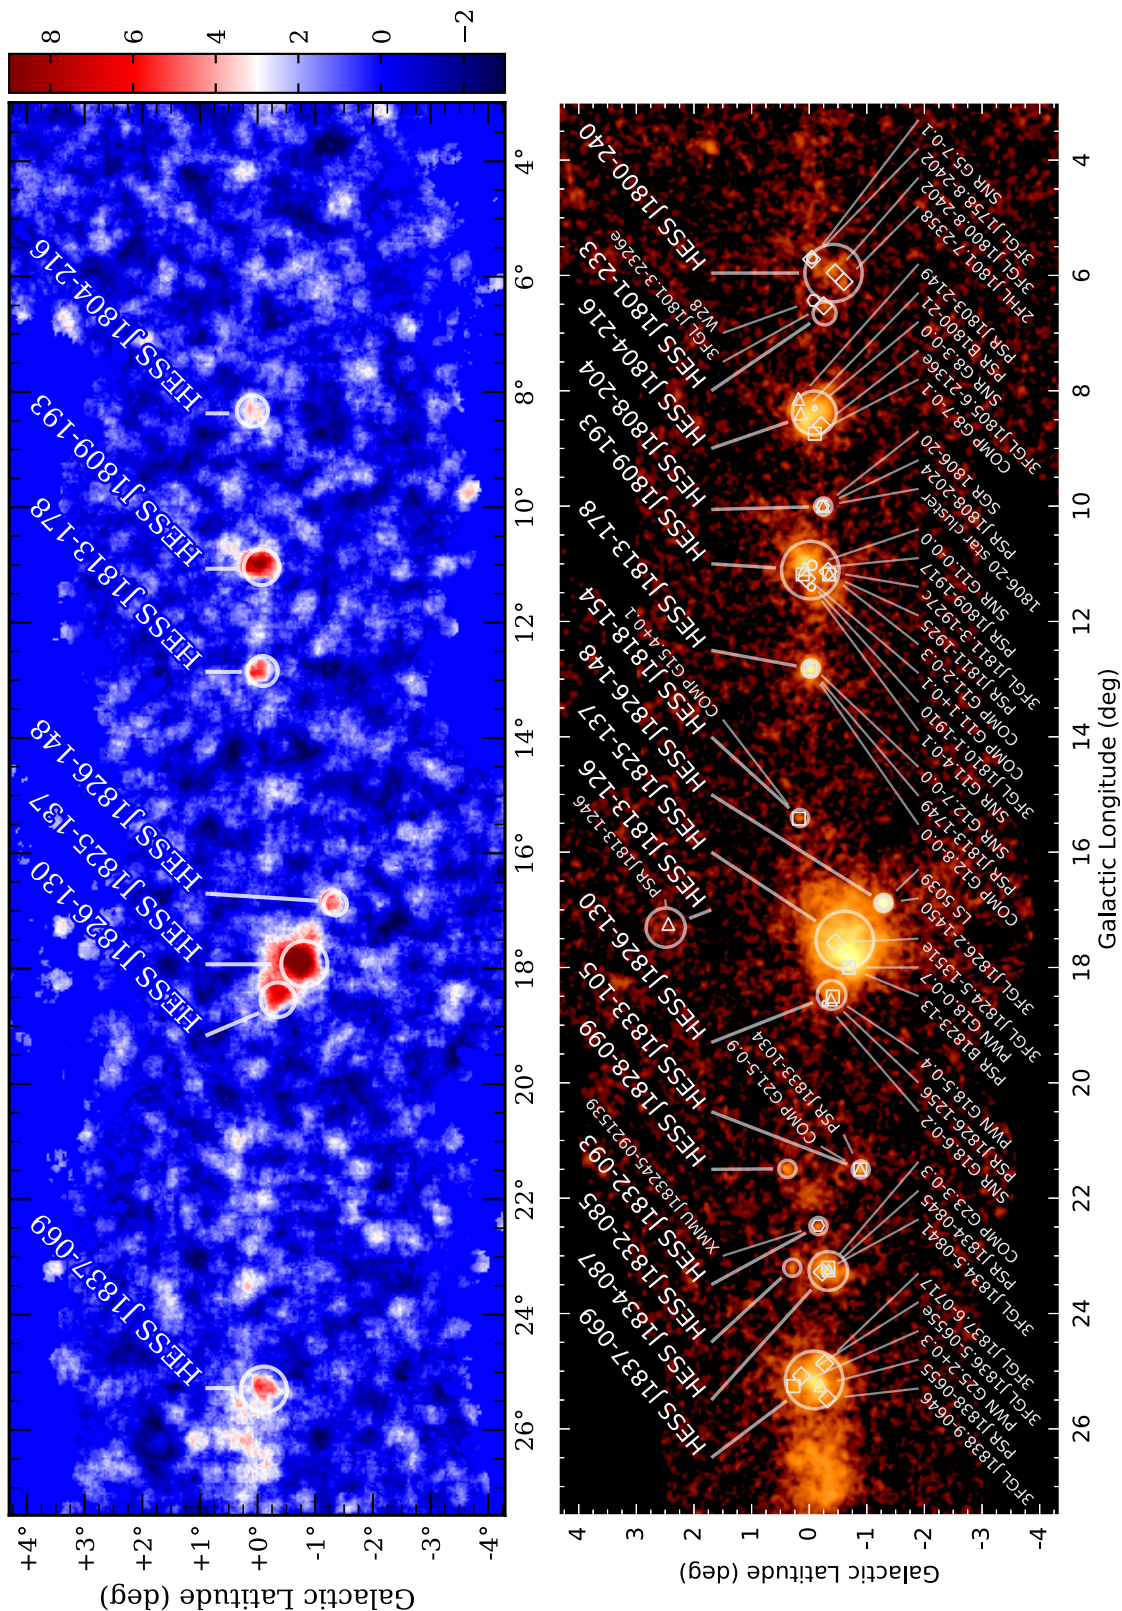 8
6
4
2
0
−2
HESS J1837-069
HESS J1826-130
HESS J1825-137
HESS J1826-148
HESS J1813-178
HESS J1809-193
HESS J1804-216
+4°
+3°
+2°
+1°
+0°
-1°
-2°
-3°
-4°
Galactic Latitude (deg)
26°
24°
22°
20°
18°
16°
14°
12°
10°
8°
6°
4°
HESS J1837-069
HESS J1834-087
HESS J1832-085
HESS J1832-093
XMMU J183245-0921539
HESS J1828-099
HESS J1833-105
COMP G21.5-0.9
PSR J1833-1034
HESS J1826-130
HESS J1813-126
PSR J1813-1246
HESS J1825-137
HESS J1826-148
HESS J1818-154
COMP G15.4+0.1
HESS J1813-178
HESS J1809-193
HESS J1808-204
HESS J1804-216
HESS J1801-233
W28
3FGL J1801.3-2326e
HESS J1800-240
3FGL J1838.9-0646
PSR J1838-0655
PWN G25.2+0.3
3FGL J1836.5-0655e
3FGL J1837.6-0717
3FGL J1834.5-0841
PSR J1834-0845
COMP G23.3-0.3
SNR G18.6-0.2
PSR J1826-1256
PWN G18.5-0.4
PSR B1823-13
PWN G18.0-0.7
3FGL J1824.5-1351e
3FGL J1826.2-1450
LS 5039
COMP G12.8-0.0
PSR J1813-1749
SNR G12.7-0.0
SNR G11.4-0.1
3FGL J1810.1-1910
COMP G11.1+0.1
COMP G11.2-0.3
PSR J1811-1925
3FGL J1811.3-1927c
PSR J1809-1917
SNR G11.0-0.0
1806-20 star cluster
PSR J1808-2024
SGR 1806-20
COMP G8.7-0.1
3FGL J1805.6-2136e
SNR G8.3-0.0
PSR B1800-21
PSR J1803-2149
2FHL J1801.7-2358
3FGL J1800.8-2402
3FGL J1758.8-2402
SNR G5.7-0.1
4
3
2
1
0
-1
-2
-3
-4
Galactic Latitude (deg)
26
24
22
20
18
16
14
12
10
8
6
4
Galactic Longitude (deg)